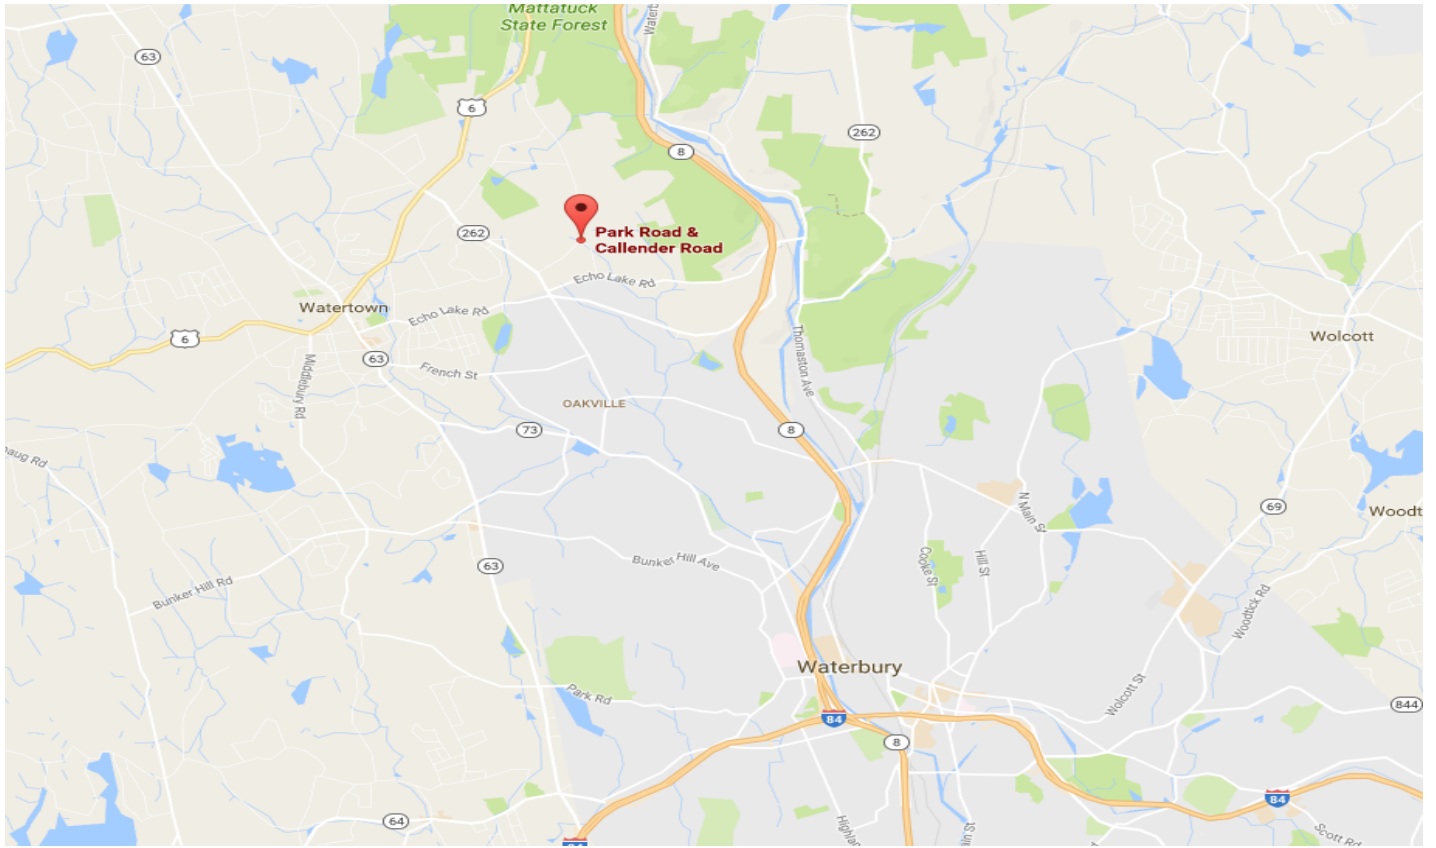 Mattatuck
State Forest
63
6
262
8
262
Park Road &
Callender Road
Echo Lake Rd
Watertown
Echo Lake Rd
6
63
Middlebury Rd
French St
Thomaston Ave
Wolcott
OAKVILLE
73
8
N Main St
69
Bunker Hill Ave
63
Cooke St
Hill St
Bunker Hill Rd
Woodtick Rd
Waterbury
Park Rd
Wolcott St
844
84
8
84
64
Scott Rd
84